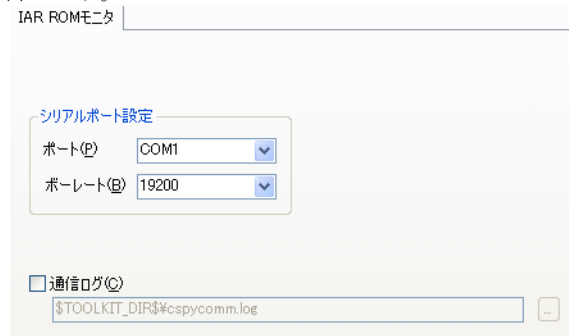 IAR ROMモニタ
シリアルポート設定
ポート(P) COM1
ボーレート(B) 19200
通信ログ(C)
$TOOLKIT_DIR$¥cspycomm.log
...